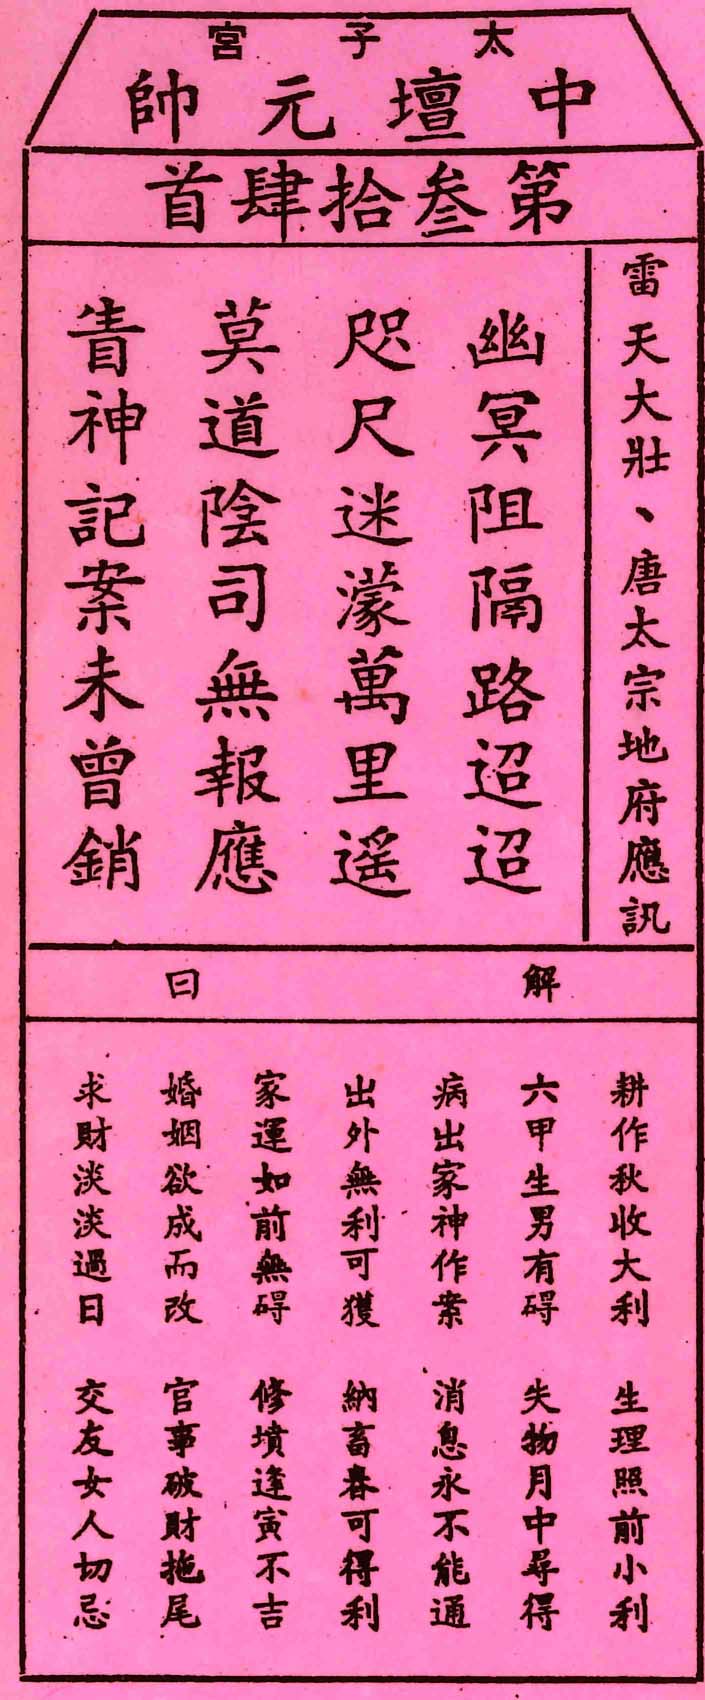 太子宮
中壇元帥
第叁拾肆首
雷天大壯、唐太宗地府應訊
幽冥阻隔路迢迢
咫尺迷濛萬里遥
莫道陰司無報應
眚神記案未曾銷
解曰
耕作秋收大利 生理照前小利
六甲生男有碍 失物月中尋得
病出家神作祟 消息永不能通
出外無利可獲 納畜春可得利
家運如前無碍 修墳逢寅不吉
婚姻欲成而改 官事破財拖尾
求財淡淡過日 交友女人切忌